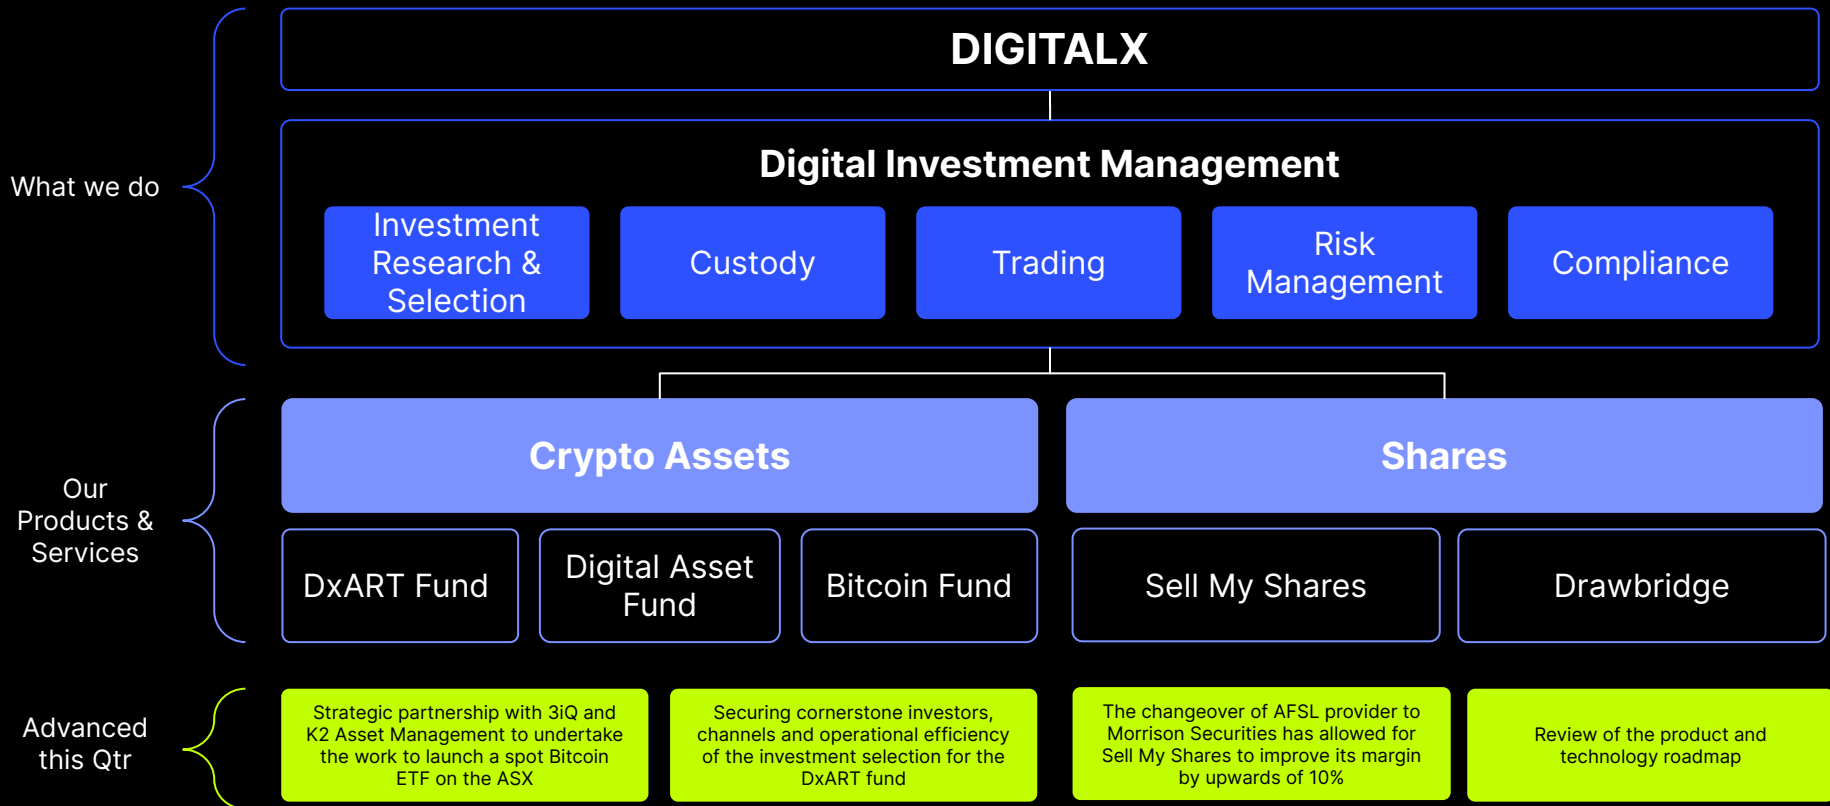 DIGITALX
What we do
Digital Investment Management
Investment
Research &
Selection
Custody
Trading
Risk
Management
Compliance
Our
Products &
Services
Crypto Assets
Shares
DxART Fund
Digital Asset
Fund
Bitcoin Fund
Sell My Shares
Drawbridge
Advanced
this Qtr
Strategic partnership with 3iQ and
K2 Asset Management to undertake
the work to launch a spot Bitcoin
ETF on the ASX
Securing cornerstone investors,
channels and operational efficiency
of the investment selection for the
DxART fund
The changeover of AFSL provider to
Morrison Securities has allowed for
Sell My Shares to improve its margin
by upwards of 10%
Review of the product and
technology roadmap